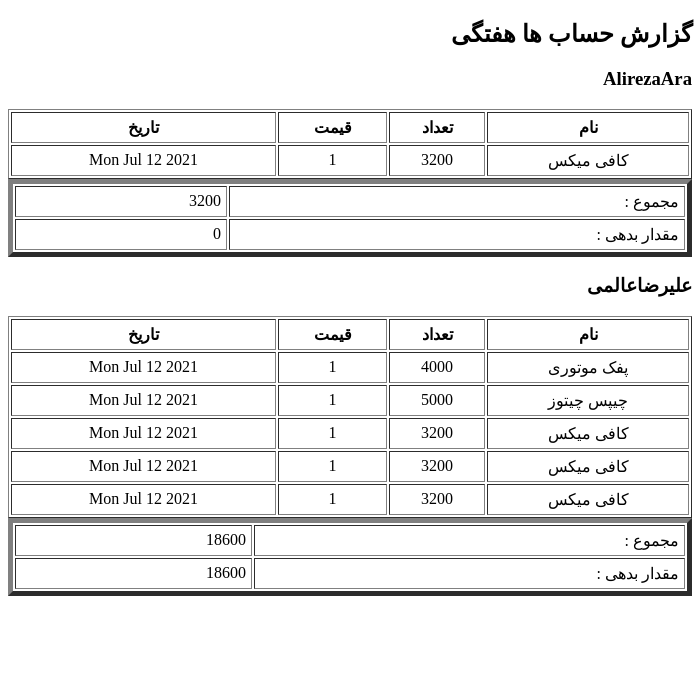 گزارش حساب ها هفتگی
AlirezaAra
نام تعداد قیمت تاریخ
کافی میکس 3200 1 Mon Jul 12 2021
مجموع : 3200
مقدار بدهی : 0
علیرضاعالمی
نام تعداد قیمت تاریخ
پفک موتوری 4000 1 Mon Jul 12 2021
چیپس چیتوز 5000 1 Mon Jul 12 2021
کافی میکس 3200 1 Mon Jul 12 2021
کافی میکس 3200 1 Mon Jul 12 2021
کافی میکس 3200 1 Mon Jul 12 2021
مجموع : 18600
مقدار بدهی : 18600